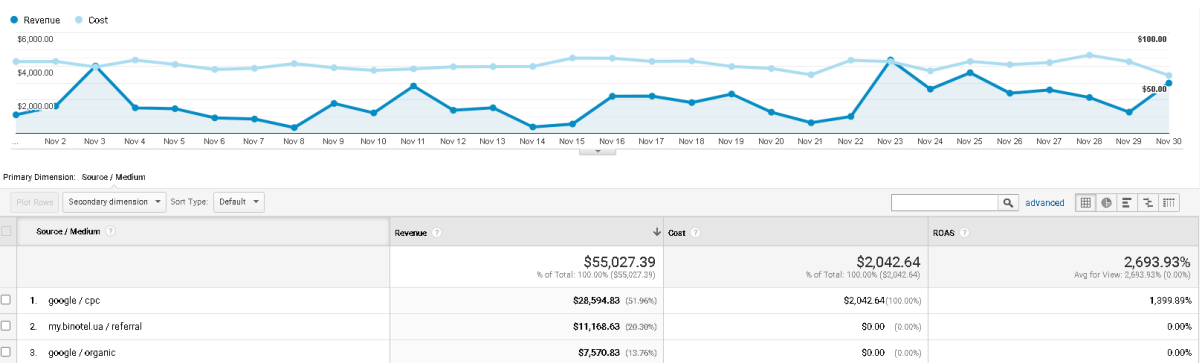 Revenue Cost
$6,000.00 $100.00
$4,000.00
$50.00
$2,000.00
... Nov 2 Nov 3 Nov 4 Nov 5 Nov 6 Nov 7 Nov 8 Nov 9 Nov 10 Nov 11 Nov 12 Nov 13 Nov 14 Nov 15 Nov 16 Nov 17 Nov 18 Nov 19 Nov 20 Nov 21 Nov 22 Nov 23 Nov 24 Nov 25 Nov 26 Nov 27 Nov 28 Nov 29 Nov 30
Primary Dimension: Source / Medium
Plot Rows Secondary dimension Sort Type: Default advanced
Source / Medium ? Revenue ? Cost ? ROAS ?
$55,027.39 $2,042.64 2,693.93%
% of Total: 100.00% ($55,027.39) % of Total: 100.00% ($2,042.64) Avg for View: 2,693.93% (0.00%)
1. google / cpc $28,594.83 (51.96%) $2,042.64(100.00%) 1,399.89%
2. my.binotel.ua / referral $11,168.63 (20.30%) $0.00 (0.00%) 0.00%
3. google / organic $7,570.83 (13.76%) $0.00 (0.00%) 0.00%